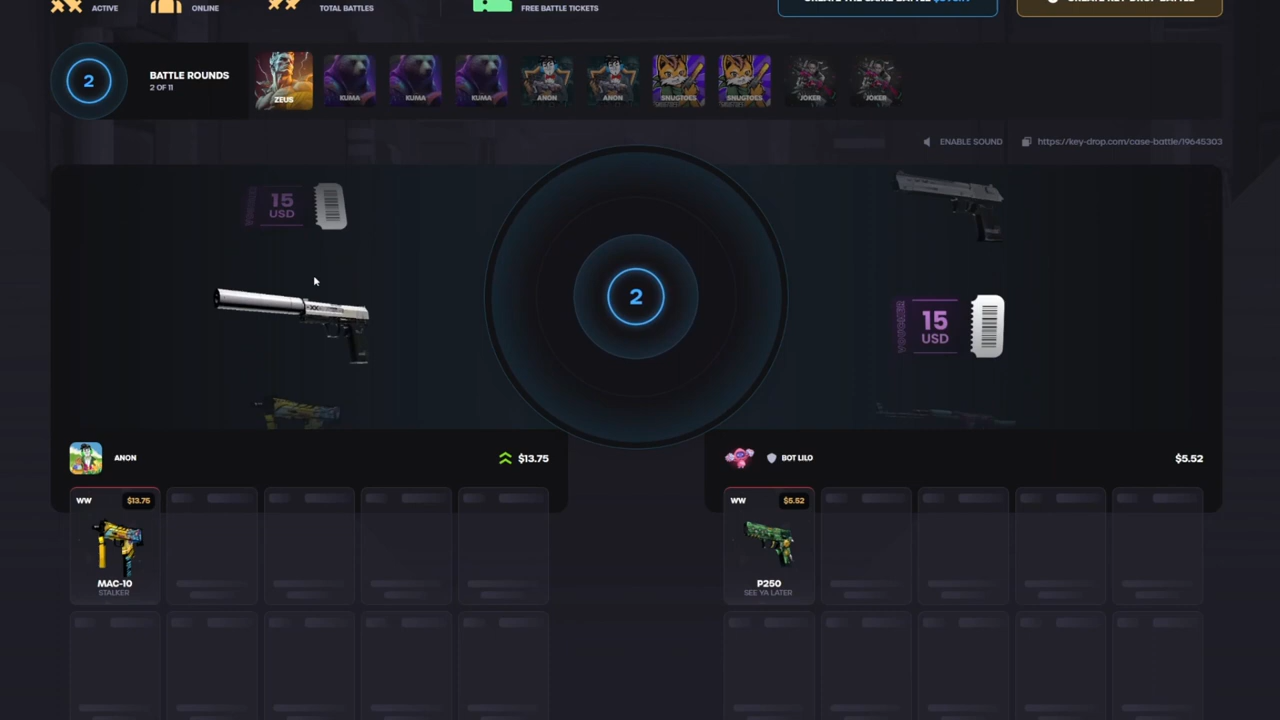 ACTIVE
ONLINE
TOTAL BATTLES
FREE BATTLE TICKETS
2
BATTLE ROUNDS
2 OF 11
ZEUS
KUMA
KUMA
KUMA
ANON
ANON
SNUGTOES
SNUGTOES
JOKER
JOKER
ENABLE SOUND
https://key-drop.com/case-battle/19645303
15
USD
2
15
USD
ANON
$13.75
BOT LILO
$5.52
WW
$13.75
MAC-10
STALKER
WW
$5.52
P250
SEE YA LATER